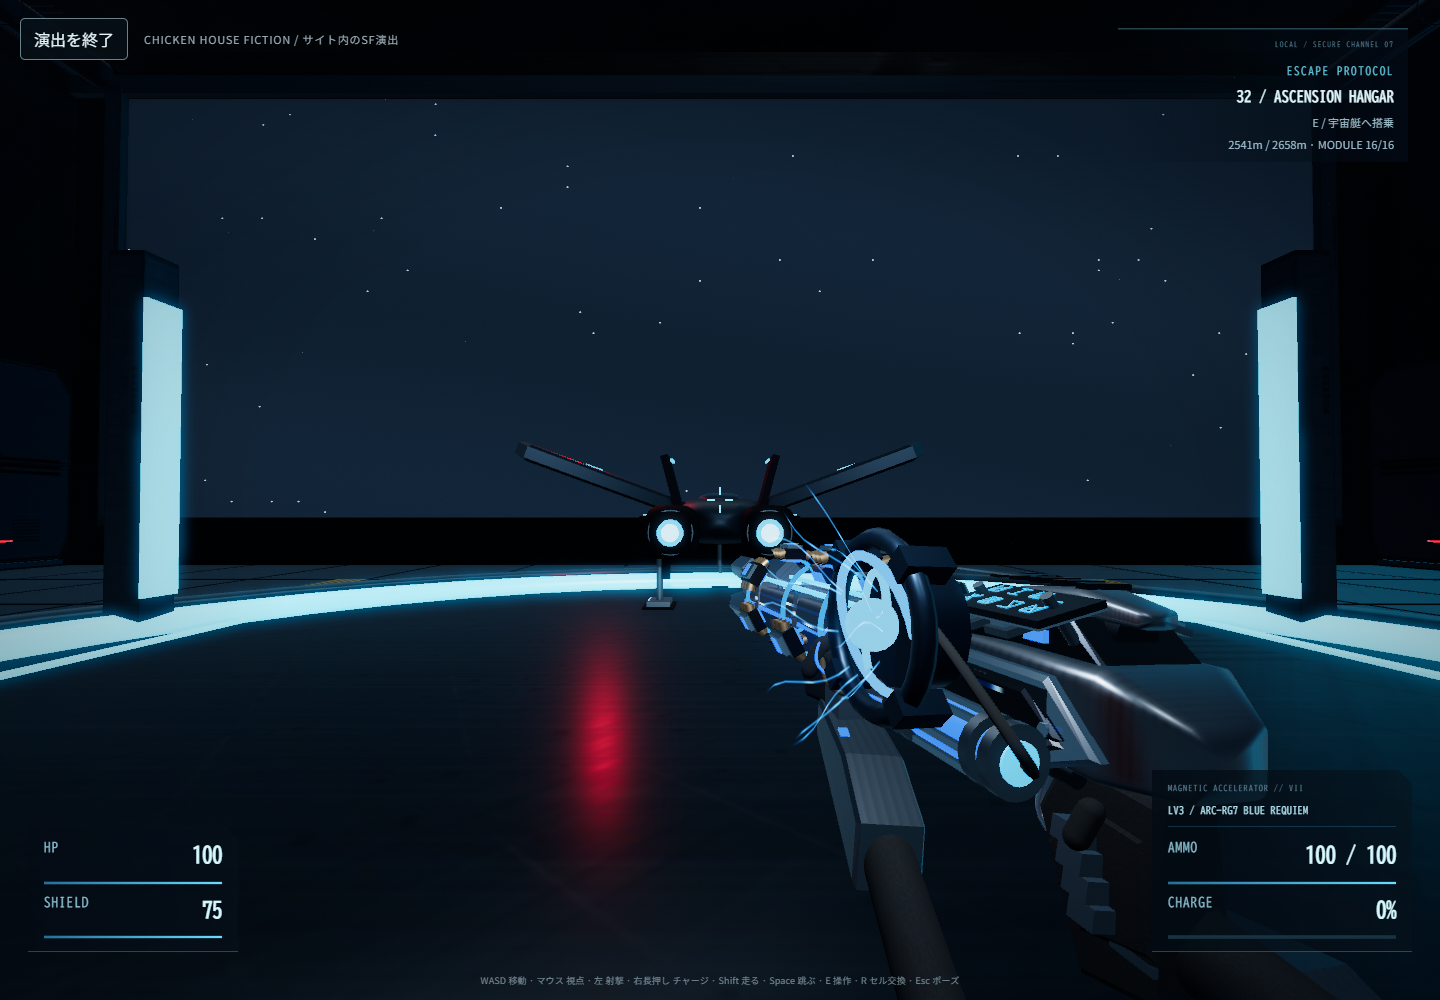 演出を終了
CHICKEN HOUSE FICTION / サイト内のSF演出
LOCAL / SECURE CHANNEL 07
ESCAPE PROTOCOL
32 / ASCENSION HANGAR
E / 宇宙艇へ搭乗
2541m / 2658m · MODULE 16/16
HP
100
SHIELD
75
MAGNETIC ACCELERATOR // VII
LV3 / ARC-RG7 BLUE REQUIEM
AMMO
100 / 100
CHARGE
0%
WASD 移動 · マウス 視点 · 左 射撃 · 右長押し チャージ · Shift 走る · Space 跳ぶ · E 操作 · R セル交換 · Esc ポーズ